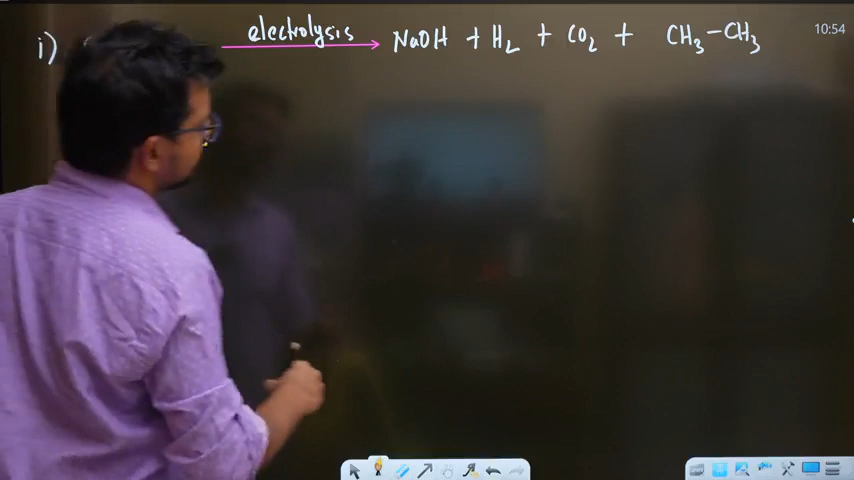 i) electrolysis NaOH + H₂ + CO₂ + CH₃-CH₃
10:54